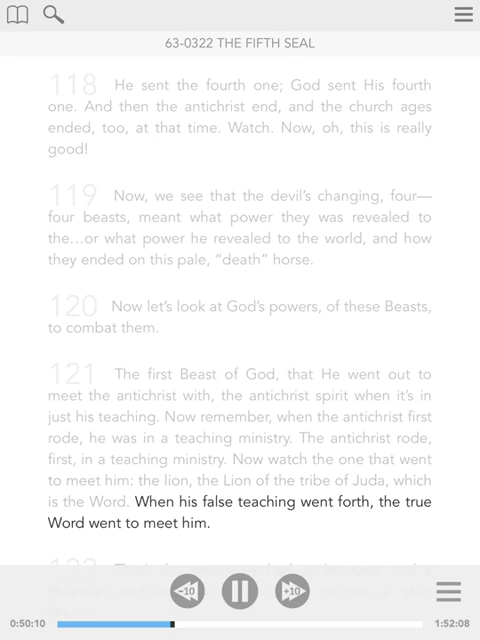 63-0322 THE FIFTH SEAL
118 He sent the fourth one; God sent His fourth
one. And then the antichrist end, and the church ages
ended, too, at that time. Watch. Now, oh, this is really
good!
119 Now, we see that the devil's changing, four—
four beasts, meant what power they was revealed to
the…or what power he revealed to the world, and how
they ended on this pale, "death" horse.
120 Now let's look at God's powers, of these Beasts,
to combat them.
121 The first Beast of God, that He went out to
meet the antichrist with, the antichrist spirit when it's in
just his teaching. Now remember, when the antichrist first
rode, he was in a teaching ministry. The antichrist rode,
first, in a teaching ministry. Now watch the one that went
to meet him: the lion, the Lion of the tribe of Juda, which
is the Word. When his false teaching went forth, the true
Word went to meet him.
-10 +10
0:50:10 1:52:08